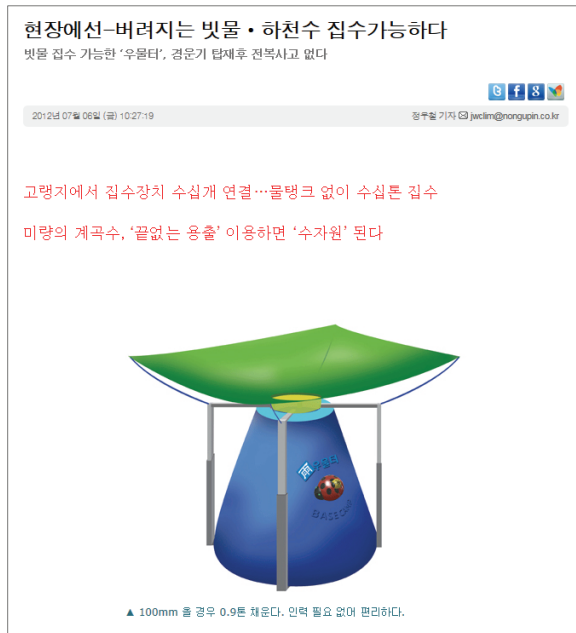 현장에선–버려지는 빗물·하천수 집수가능하다
빗물 집수 가능한 ‘우물터’, 경운기 탑재후 전복사고 없다
2012년 07월 06일 (금) 10:27:19
정우철 기자 jwclim@nongupin.co.kr
고랭지에서 집수장치 수십개 연결…물탱크 없이 수십톤 집수
미량의 계곡수, ‘끝없는 용출’ 이용하면 ‘수자원’ 된다
雨우물터
▲ 100mm 올 경우 0.9톤 채운다. 인력 필요 없어 편리하다.